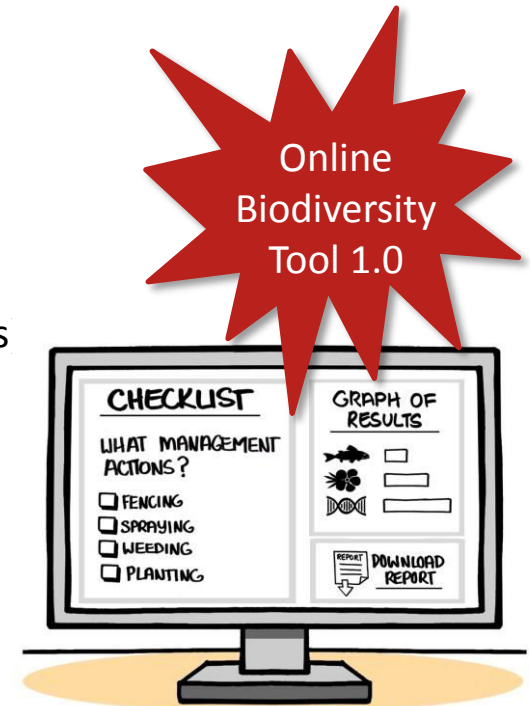 Online
Biodiversity
Tool 1.0
s
CHECKLIST
WHAT MANAGEMENT
ACTIONS?
FENCING
SPRAYING
WEEDING
PLANTING
GRAPH OF
RESULTS
REPORT
DOWNLOAD
REPORT